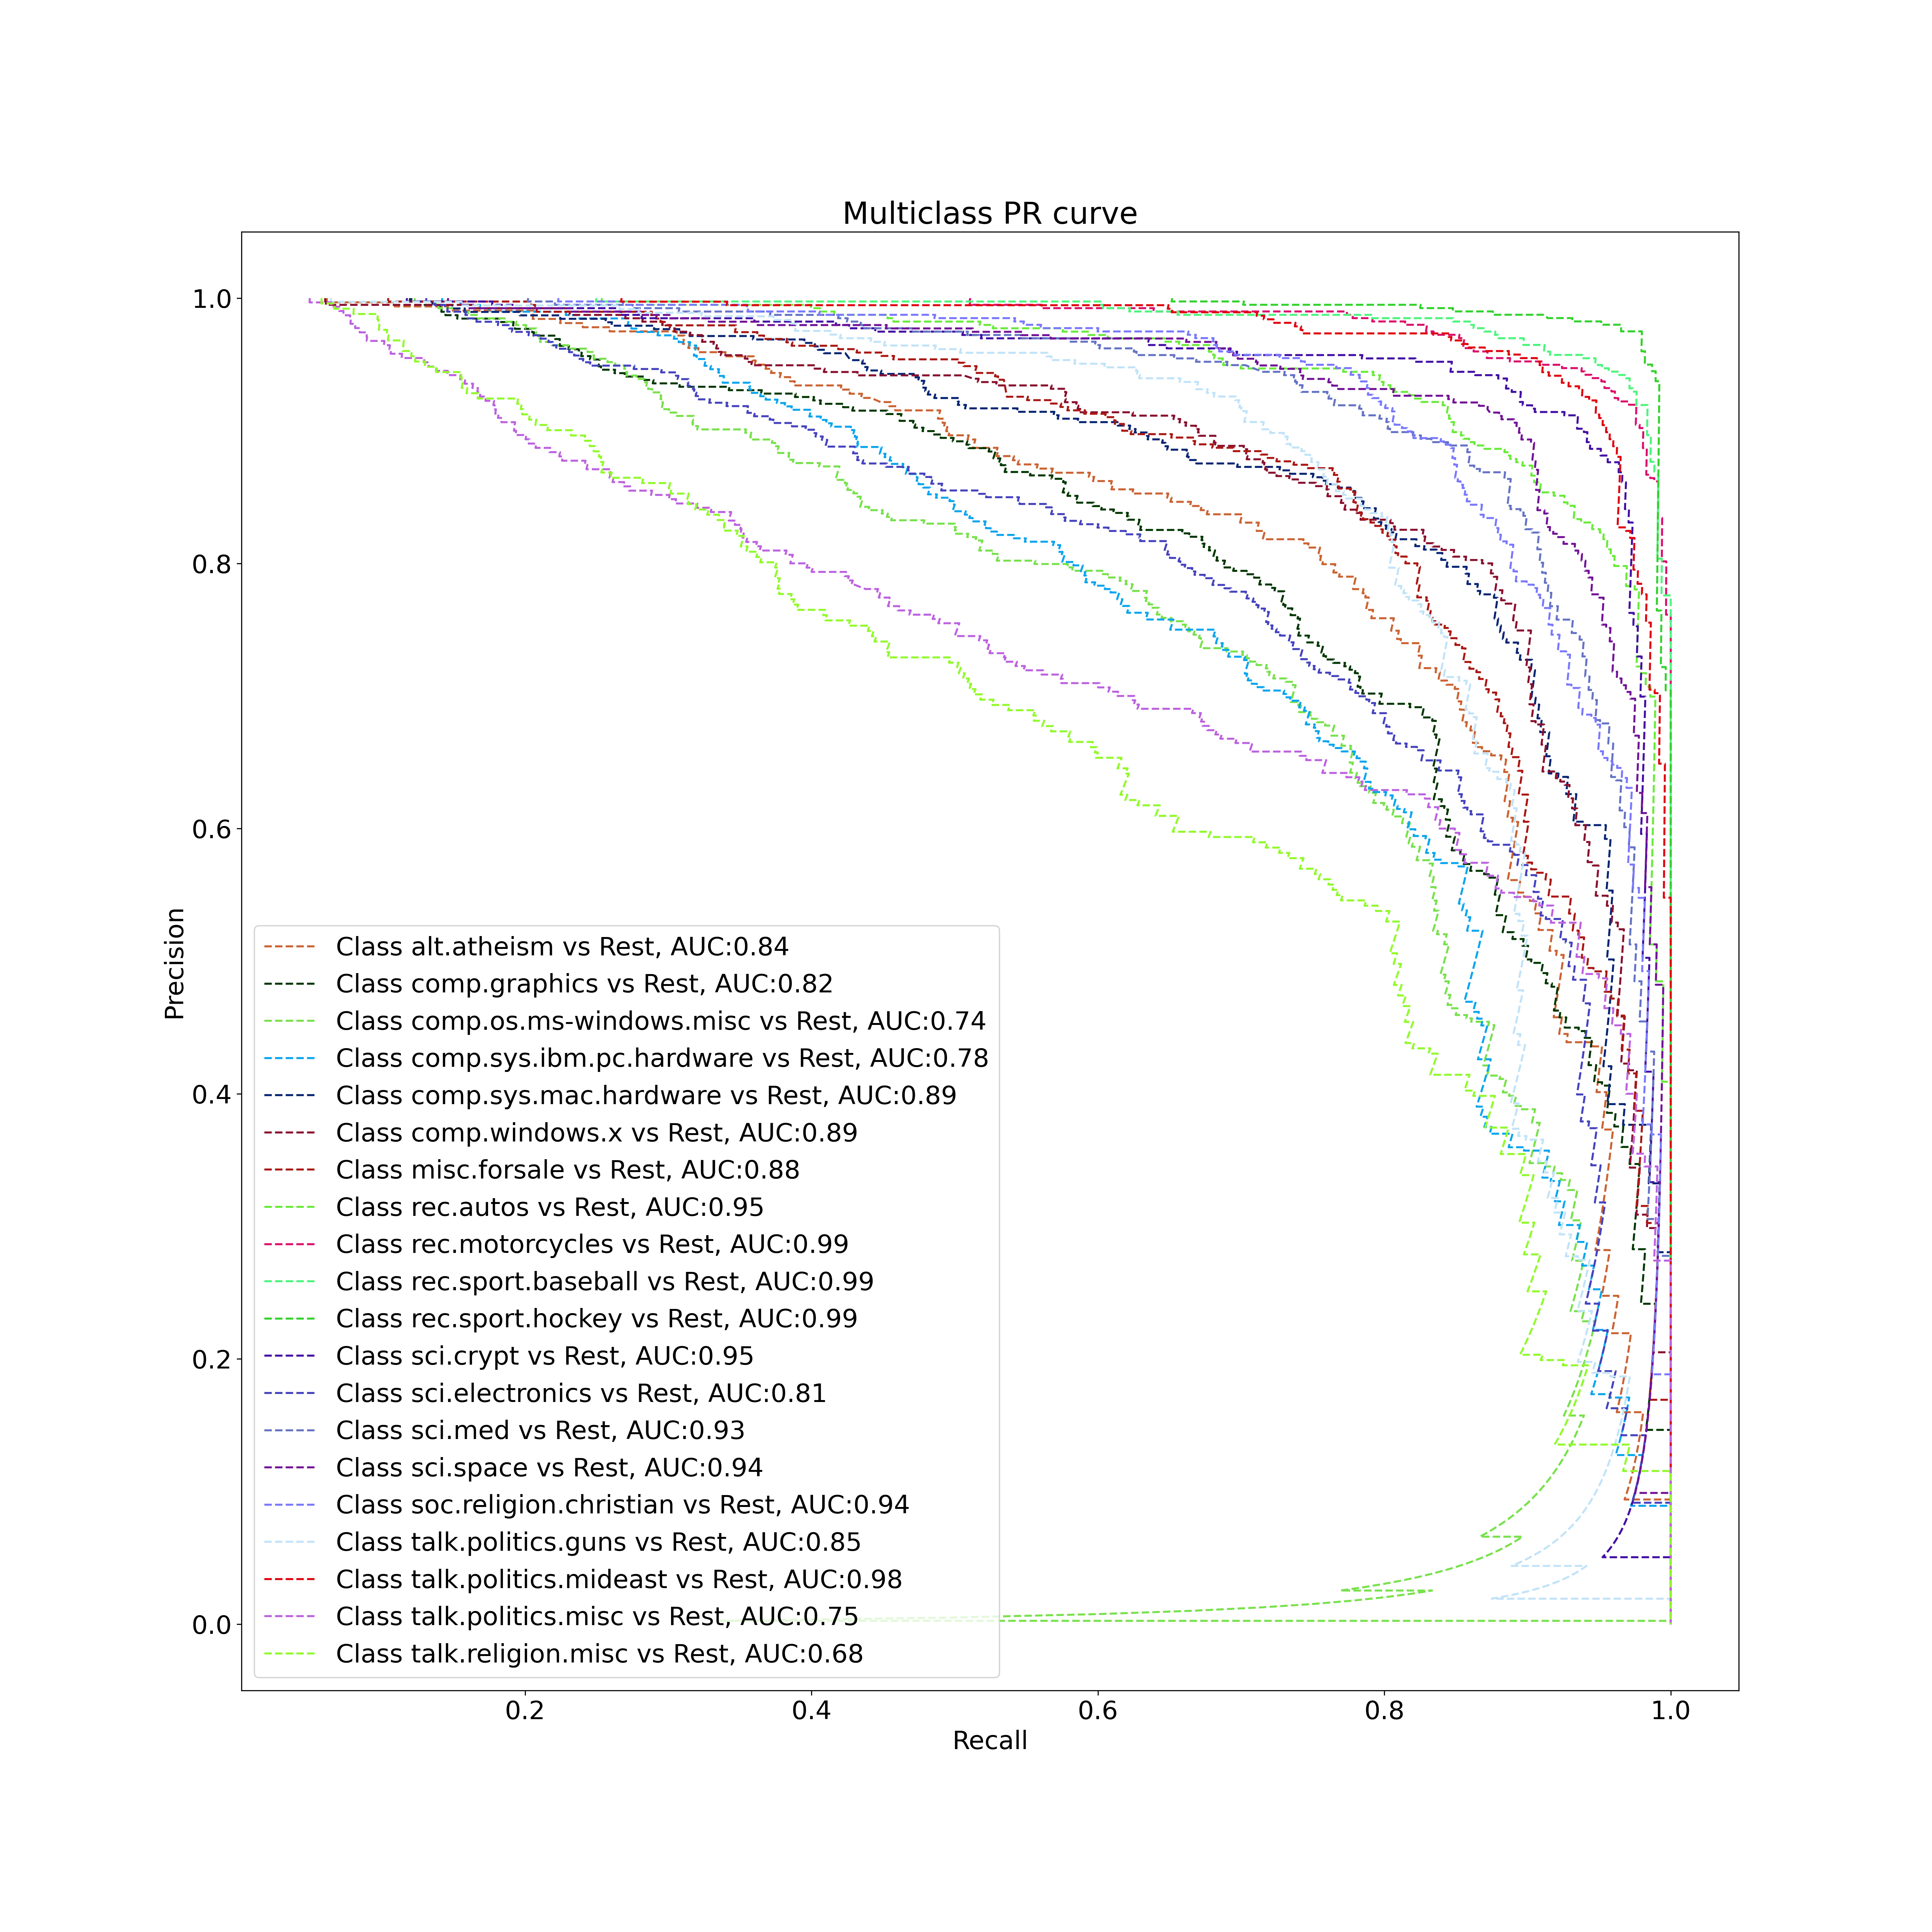 Multiclass PR curve
1.0
0.8
0.6
0.4
0.2
0.0
Precision
Class alt.atheism vs Rest, AUC:0.84
Class comp.graphics vs Rest, AUC:0.82
Class comp.os.ms-windows.misc vs Rest, AUC:0.74
Class comp.sys.ibm.pc.hardware vs Rest, AUC:0.78
Class comp.sys.mac.hardware vs Rest, AUC:0.89
Class comp.windows.x vs Rest, AUC:0.89
Class misc.forsale vs Rest, AUC:0.88
Class rec.autos vs Rest, AUC:0.95
Class rec.motorcycles vs Rest, AUC:0.99
Class rec.sport.baseball vs Rest, AUC:0.99
Class rec.sport.hockey vs Rest, AUC:0.99
Class sci.crypt vs Rest, AUC:0.95
Class sci.electronics vs Rest, AUC:0.81
Class sci.med vs Rest, AUC:0.93
Class sci.space vs Rest, AUC:0.94
Class soc.religion.christian vs Rest, AUC:0.94
Class talk.politics.guns vs Rest, AUC:0.85
Class talk.politics.mideast vs Rest, AUC:0.98
Class talk.politics.misc vs Rest, AUC:0.75
Class talk.religion.misc vs Rest, AUC:0.68
0.2 0.4 0.6 0.8 1.0
Recall